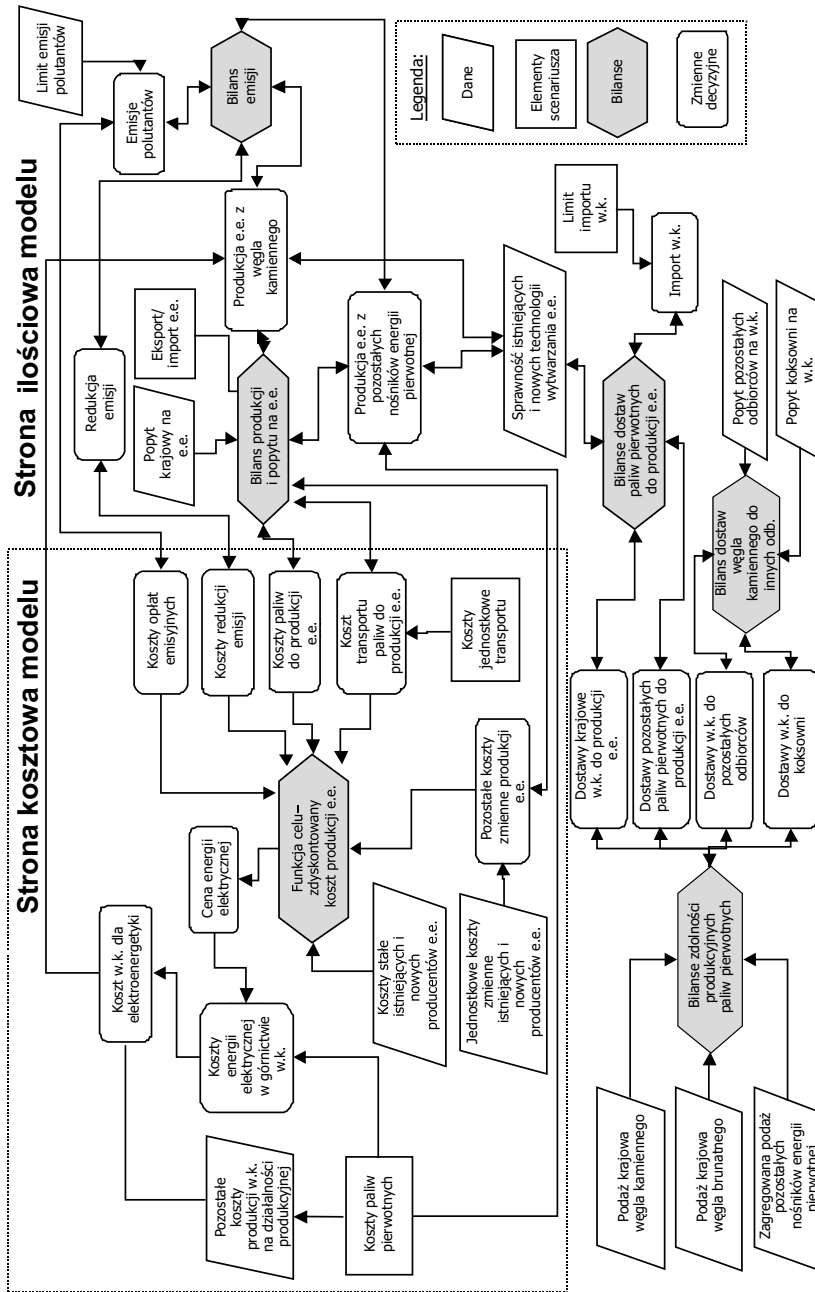 Strona kosztowa modelu
Strona ilościowa modelu
Pozostałe
koszty
produkcji w.k.
na działalności
produkcyjnej
Koszty paliw
pierwotnych
Koszt w.k. dla
elektroenergetyki
Koszty
energii
elektrycznej
w górnictwie
w.k.
Cena energii
elektrycznej
Funkcja celu–
zdyskontowany
koszt produkcji e.e.
Koszty stałe
istniejących i
nowych
producentów e.e.
Jednostkowe koszty
zmienne
istniejących i
nowych
producentów e.e.
Pozostałe koszty
zmienne produkcji
e.e.
Koszty opłat
emisyjnych
Koszty redukcji
emisji
Koszty paliw
do produkcji
e.e.
Koszt
transportu
paliw do
produkcji e.e.
Koszty
jednostkowe
transportu
Redukcja
emisji
Popyt
krajowy na
e.e.
Eksport/
import e.e.
Bilans produkcji
i popytu na e.e.
Produkcja e.e. z
węgla
kamiennego
Produkcja e.e. z
pozostałych
nośników energii
pierwotnej
Limit emisji
polutantów
Emisje
polutantów
Bilans
emisji
Sprawność istniejących
i nowych technologii
wytwarzania e.e.
Limit
importu
w.k.
Import w.k.
Bilanse dostaw
paliw pierwotnych
do produkcji e.e.
Popyt pozostałych
odbiorców na w.k.
Popyt koksowni na
w.k.
Bilans dostaw
węgla
kamiennego do
innych odb.
Dostawy krajowe
w.k. do produkcji
e.e.
Dostawy pozostałych
paliw pierwotnych do
produkcji e.e.
Dostawy w.k. do
pozostałych
odbiorców
Dostawy w.k. do
koksowni
Bilanse zdolności
produkcyjnych
paliw pierwotnych
Podaż krajowa
węgla kamiennego
Podaż krajowa
węgla brunatnego
Zagregowana podaż
pozostałych
nośników energii
pierwotnej
Legenda:
Dane
Elementy
scenariusza
Bilanse
Zmienne
decyzyjne